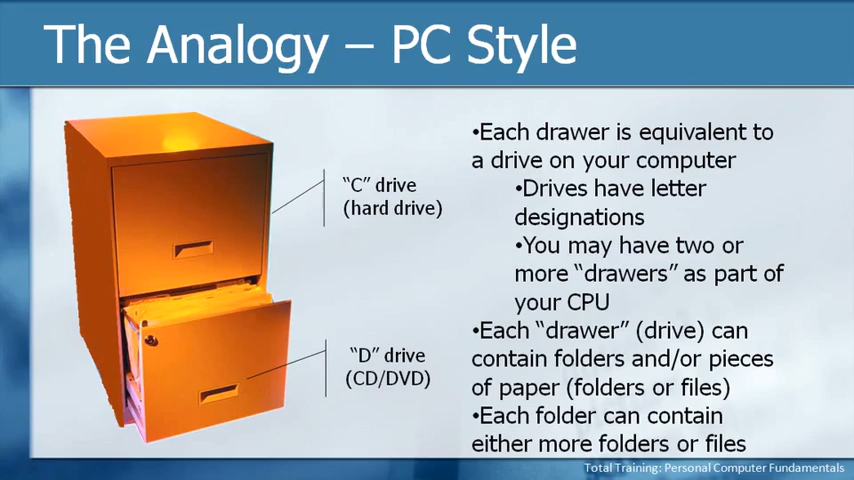 The Analogy – PC Style
"C" drive
(hard drive)
"D" drive
(CD/DVD)
•Each drawer is equivalent to
a drive on your computer
•Drives have letter
designations
•You may have two or
more "drawers" as part of
your CPU
•Each "drawer" (drive) can
contain folders and/or pieces
of paper (folders or files)
•Each folder can contain
either more folders or files
Total Training: Personal Computer Fundamentals